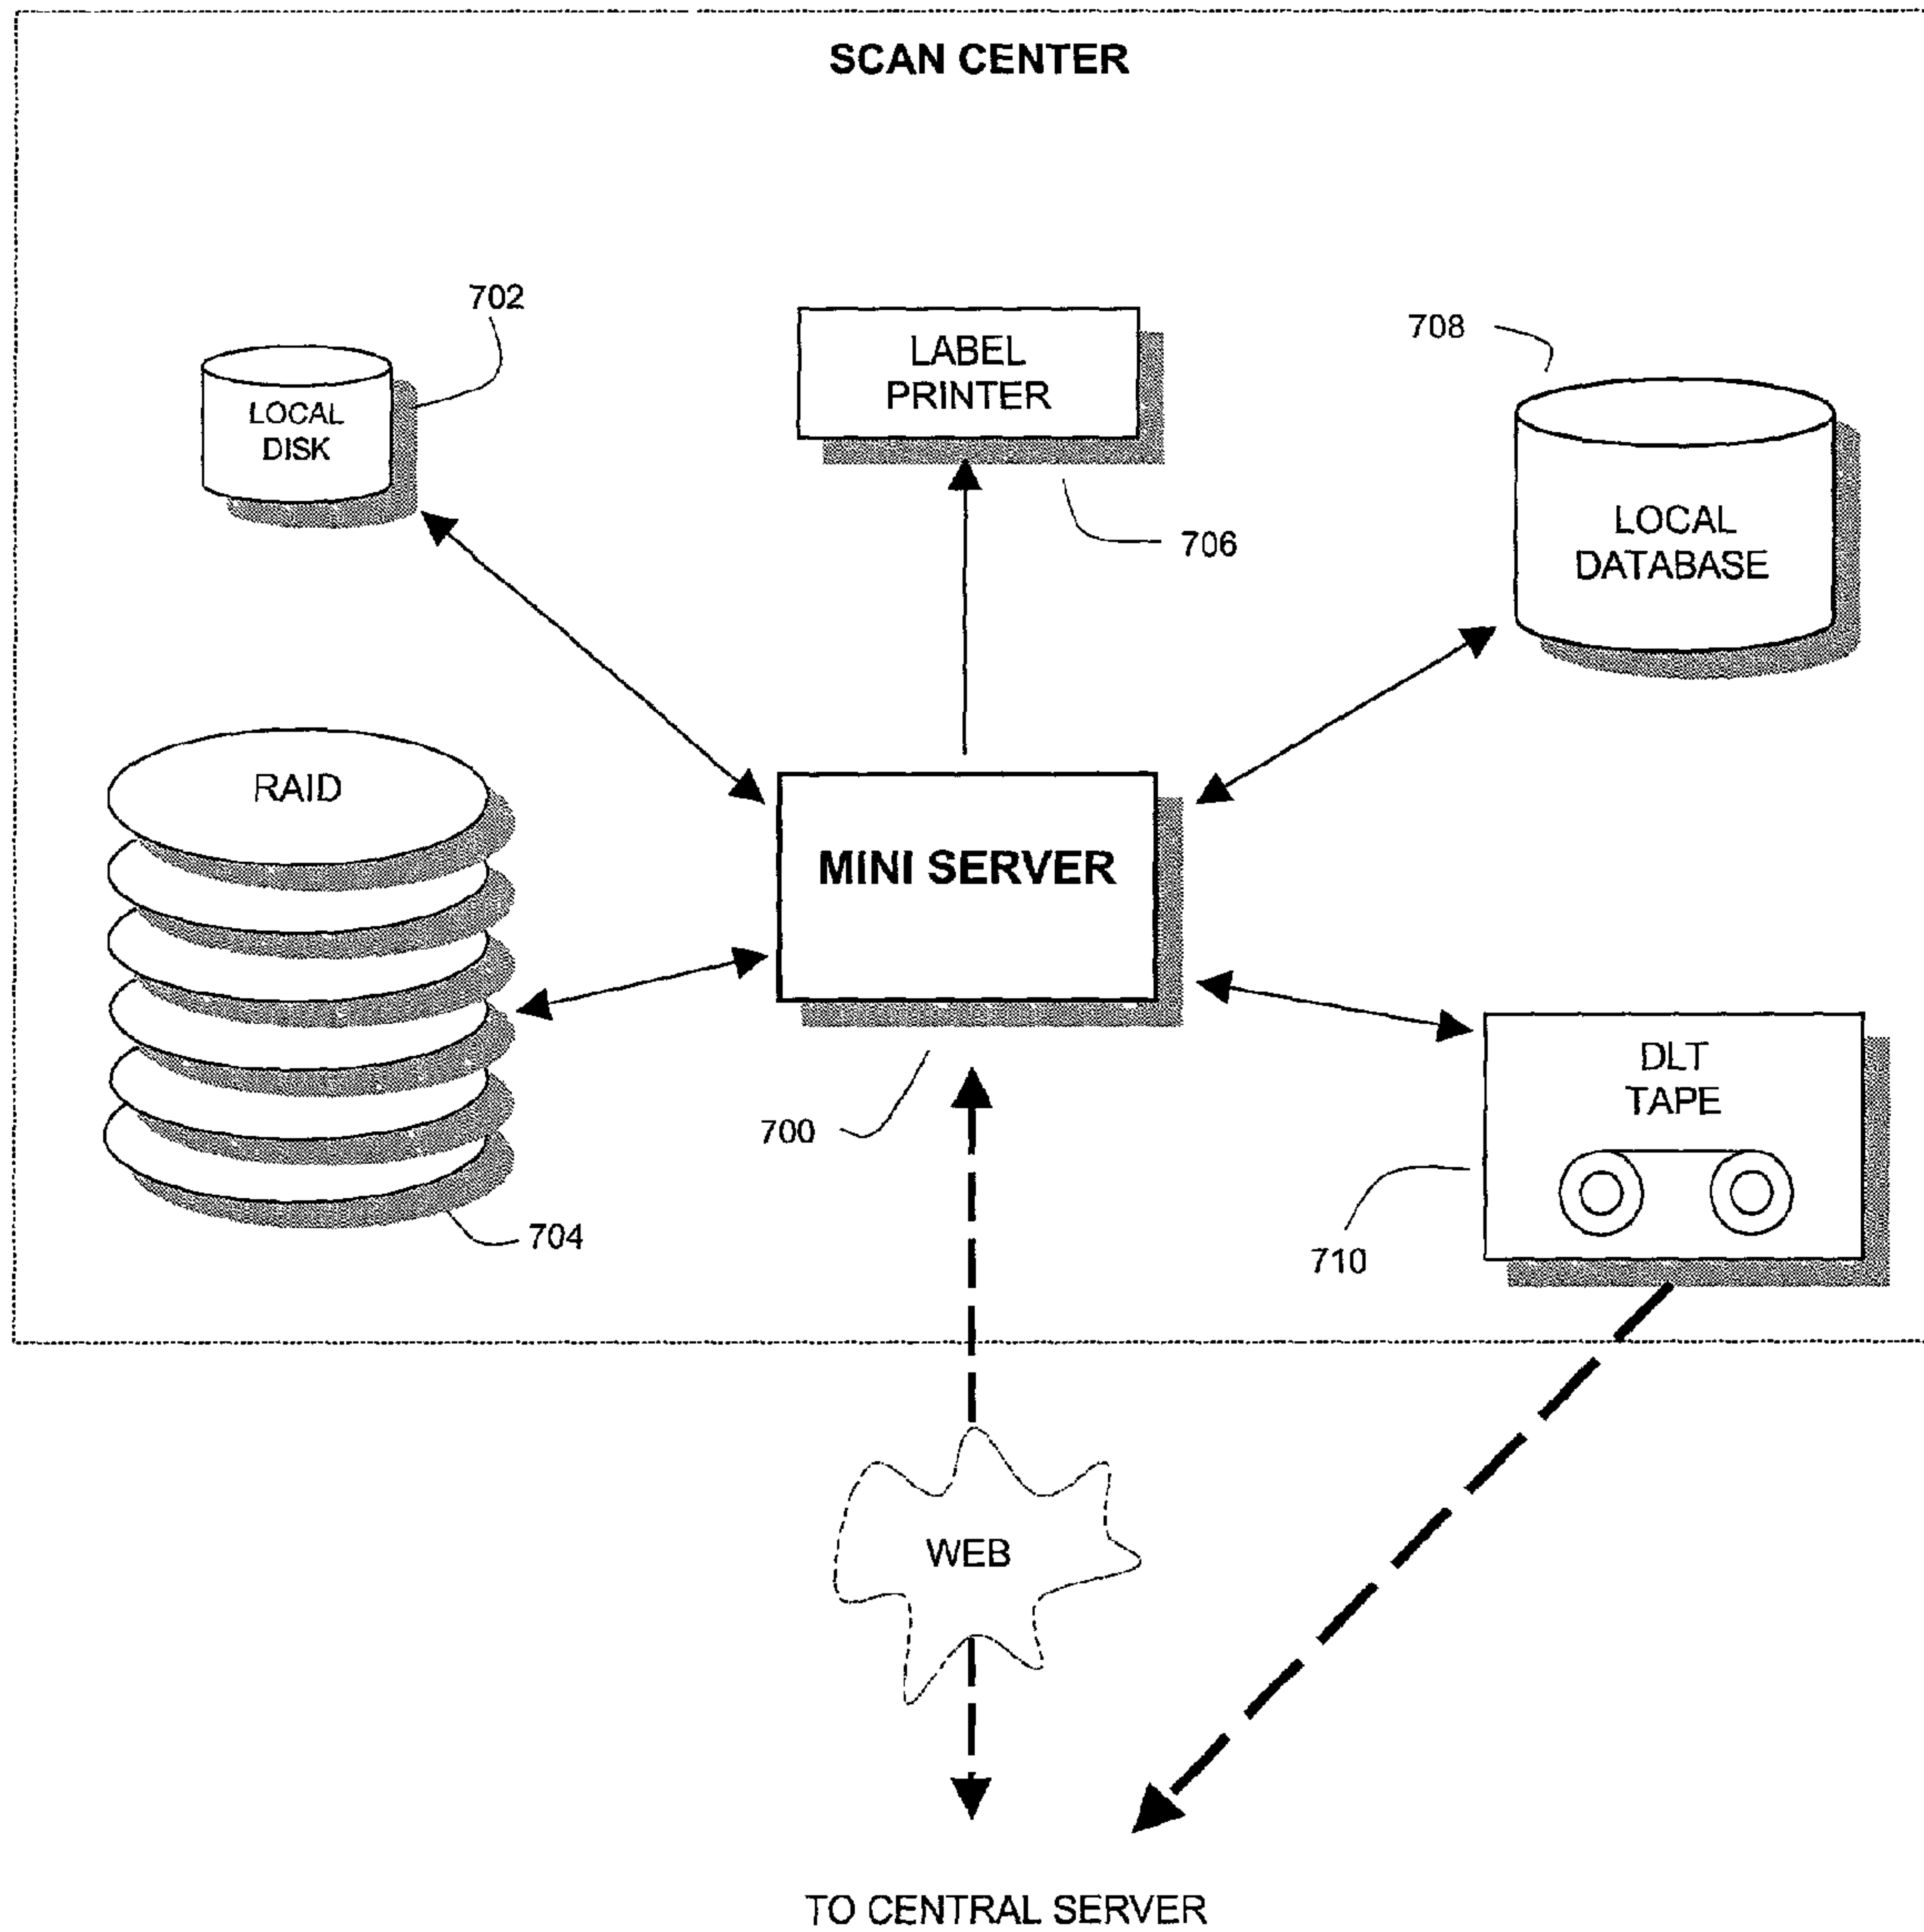 SCAN CENTER
702
LOCAL
DISK
LABEL
PRINTER
706
708
LOCAL
DATABASE
RAID
704
MINI SERVER
700
DLT
TAPE
710
WEB
TO CENTRAL SERVER